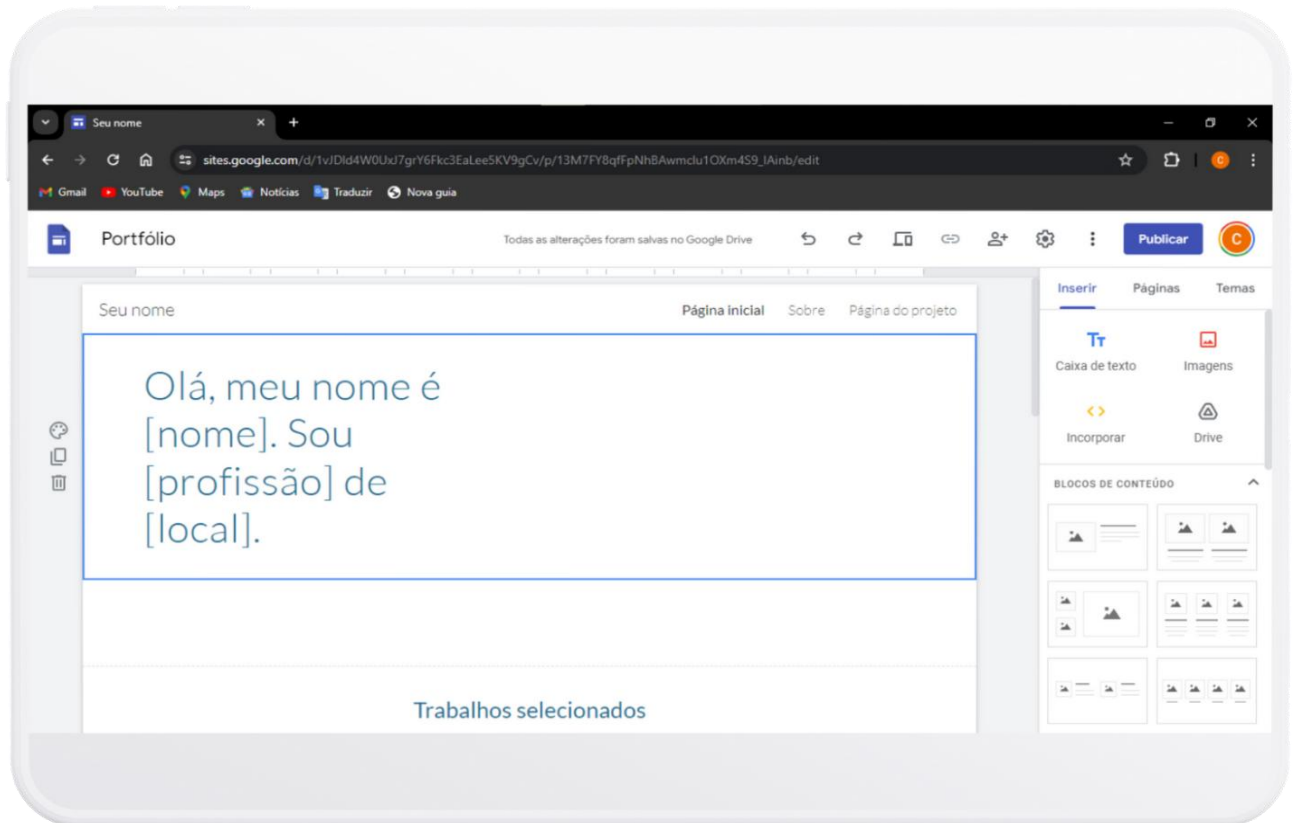 Seu nome
sites.google.com/d/1vJDld4W0UxJ7grY6Fkc3EaLee5KV9gCv/p/13M7FY8qfFpNhBAwmclu1OXm4S9_lAinb/edit
C
Gmail YouTube Maps Notícias Traduzir Nova guia
Portfólio Todas as alterações foram salvas no Google Drive Publicar C
Inserir Páginas Temas
Seu nome Página inicial Sobre Página do projeto
Caixa de texto Imagens
Incorporar Drive
BLOCOS DE CONTEÚDO
Olá, meu nome é
[nome]. Sou
[profissão] de
[local].
Trabalhos selecionados